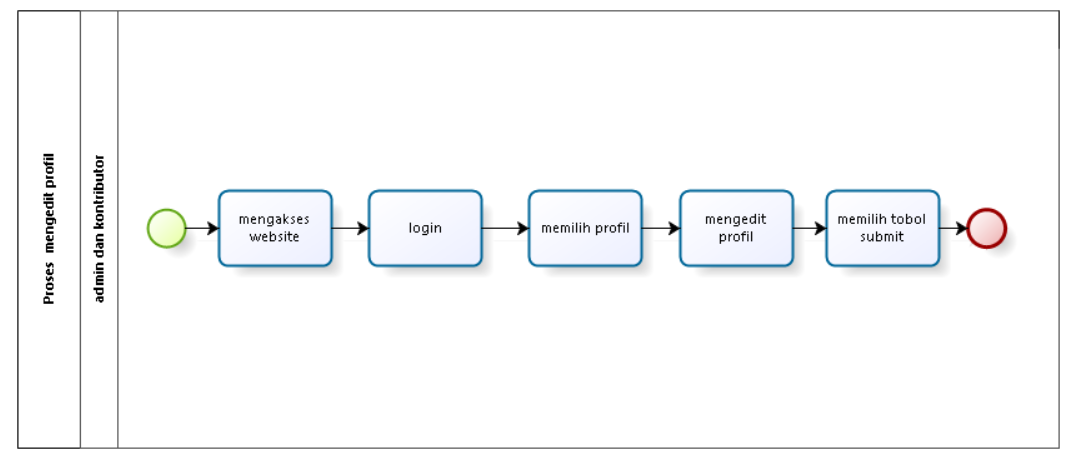 Proses mengedit profil
admin dan kontributor
mengakses
website
login
memilih profil
mengedit
profil
memilih tobol
submit